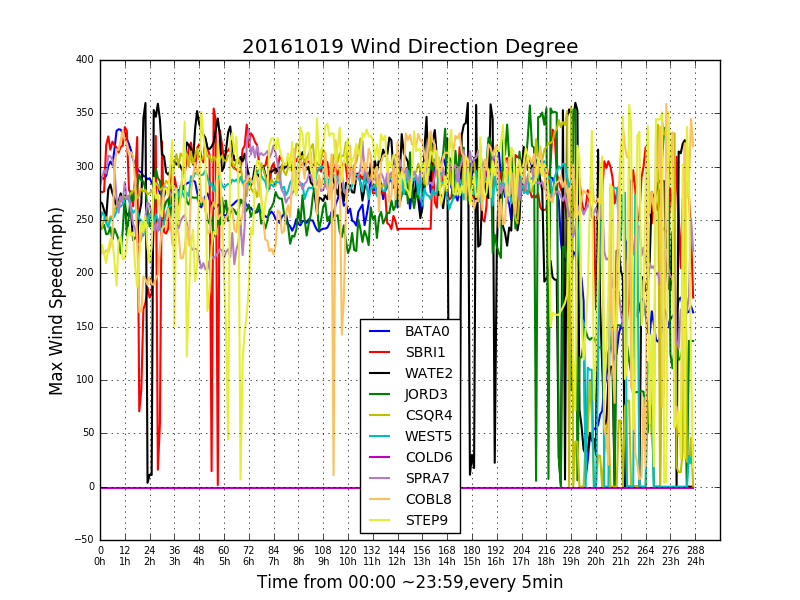 20161019 Wind Direction Degree
Max Wind Speed(mph)
400
350
300
250
200
150
100
50
0
−50
BATA0
SBRI1
WATE2
JORD3
CSQR4
WEST5
COLD6
SPRA7
COBL8
STEP9
0 12 24 36 48 60 72 84 96 108 120 132 144 156 168 180 192 204 216 228 240 252 264 276 288
0h 1h 2h 3h 4h 5h 6h 7h 8h 9h 10h 11h 12h 13h 14h 15h 16h 17h 18h 19h 20h 21h 22h 23h 24h
Time from 00:00 ~23:59,every 5min